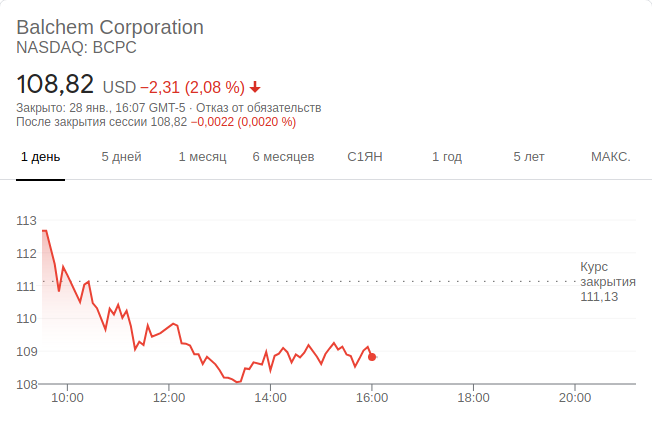 Balchem Corporation
NASDAQ: BCPC
108,82 USD −2,31 (2,08 %)
Закрыто: 28 янв., 16:07 GMT-5 · Отказ от обязательств
После закрытия сессии 108,82 −0,0022 (0,0020 %)
1 день 5 дней 1 месяц 6 месяцев С1ЯН 1 год 5 лет МАКС.
113
112
Курс
закрытия
111
111,13
110
109
108
10:00 12:00 14:00 16:00 18:00 20:00